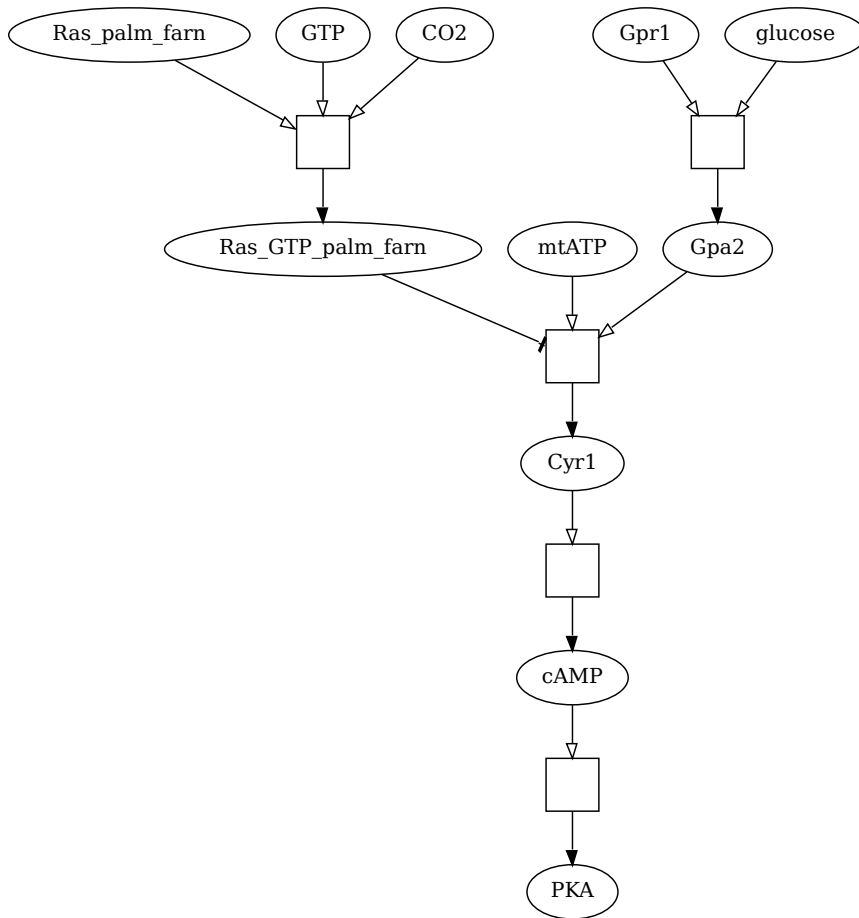 Ras_palm_farn
GTP
CO2
Gpr1
glucose
Ras_GTP_palm_farn
mtATP
Gpa2
Cyr1
cAMP
PKA